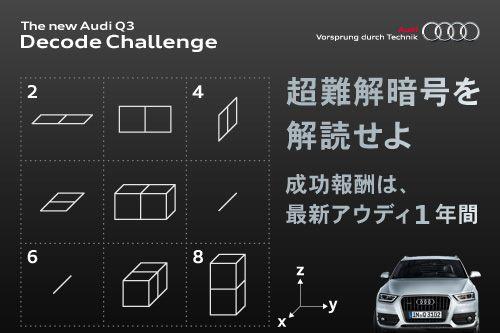 The new Audi Q3
Decode Challenge
Audi
Vorsprung durch Technik
2
4
6
8
超難解暗号を
解読せよ
成功報酬は、
最新アウディ1年間
z
y
x
IN·Q 3102